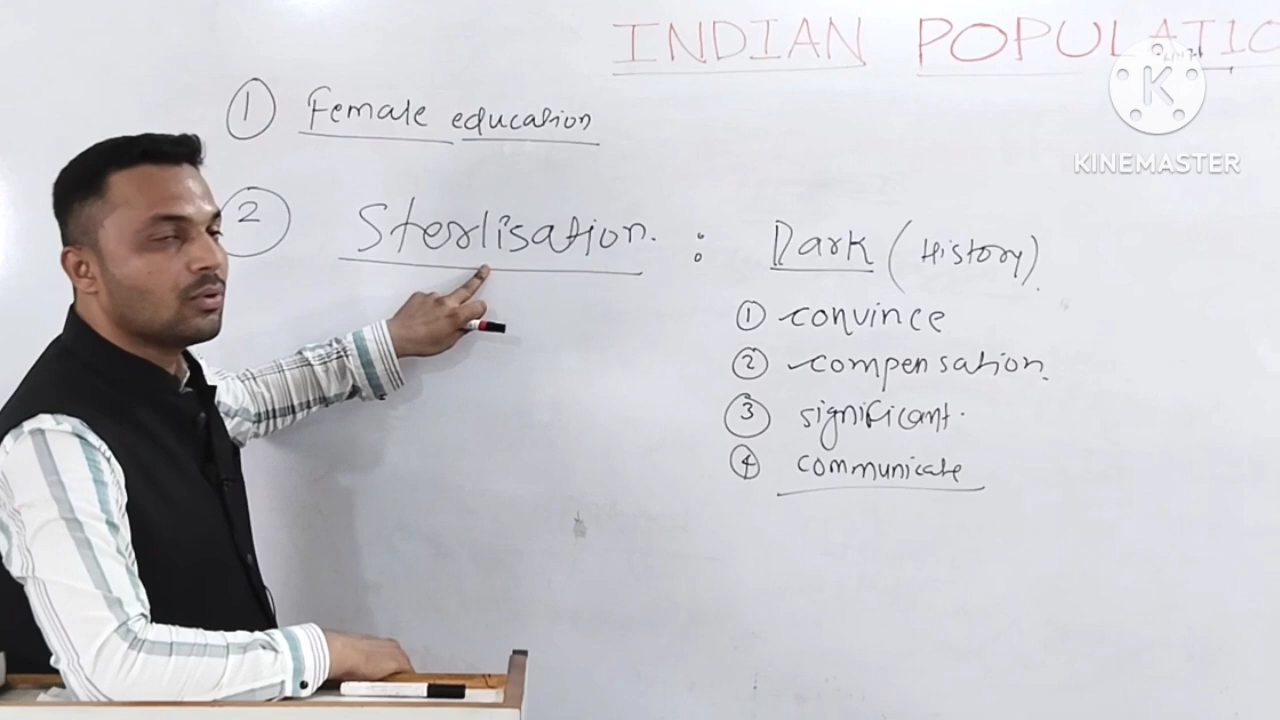 INDIAN POPULATIO
K
KINEMASTER
① Female education
② Sterlisation. : Dark (History).
① convince
② compensation.
③ significant.
④ communicate